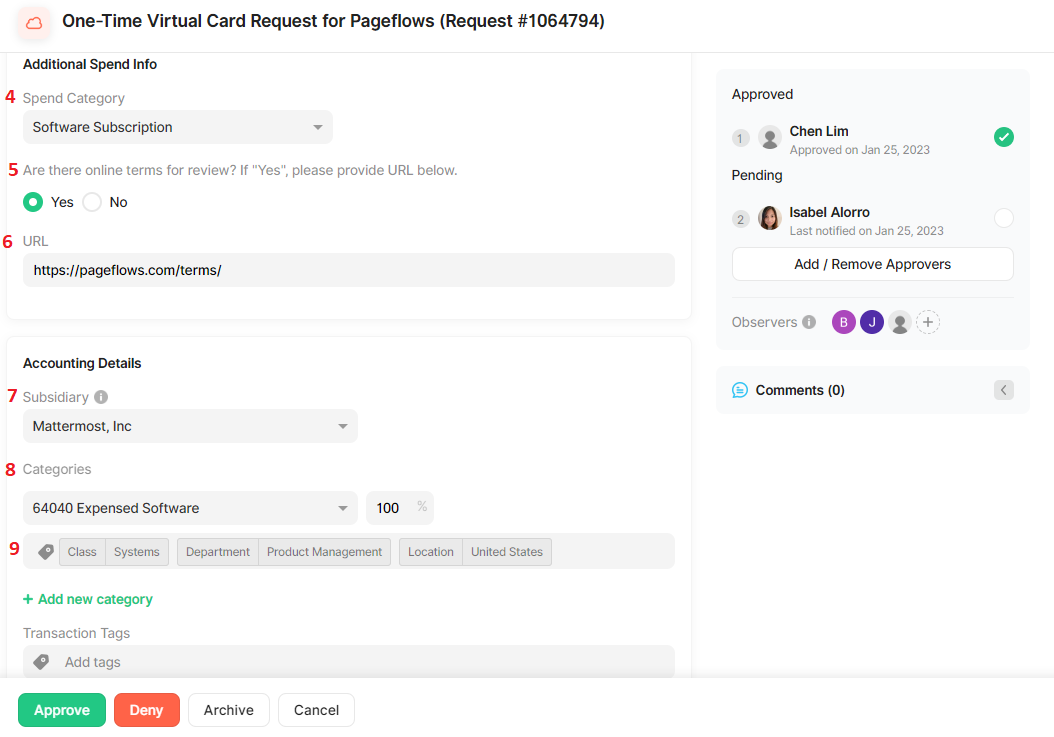 One-Time Virtual Card Request for Pageflows (Request #1064794)
Additional Spend Info
4 Spend Category
Software Subscription
5 Are there online terms for review? If "Yes", please provide URL below.
Yes No
6 URL
https://pageflows.com/terms/
Accounting Details
7 Subsidiary i
Mattermost, Inc
8 Categories
64040 Expensed Software 100 %
9 Class Systems Department Product Management Location United States
+ Add new category
Transaction Tags
Add tags
Approve Deny Archive Cancel
Approved
1 Chen Lim
Approved on Jan 25, 2023
Pending
2 Isabel Alorro
Last notified on Jan 25, 2023
Add / Remove Approvers
Observers i B J +
Comments (0)